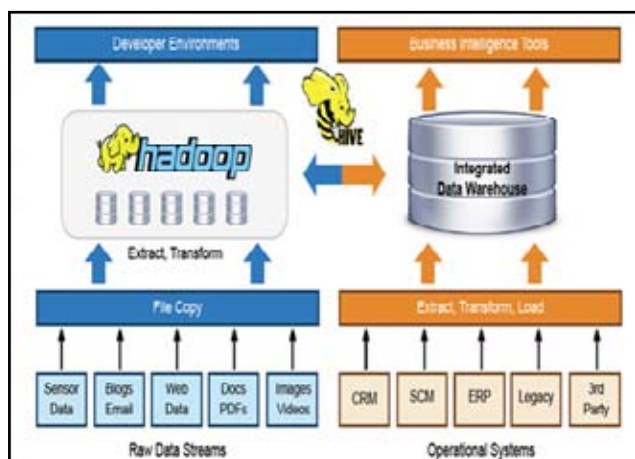 Developer Environments
Business Intelligence Tools
hadoop
HIVE
Integrated
Data Warehouse
Extract, Transform
File Copy
Extract, Transform, Load
Sensor
Data
Blogs
Email
Web
Data
Docs
PDFs
Images
Videos
CRM
SCM
ERP
Legacy
3rd
Party
Raw Data Streams
Operational Systems